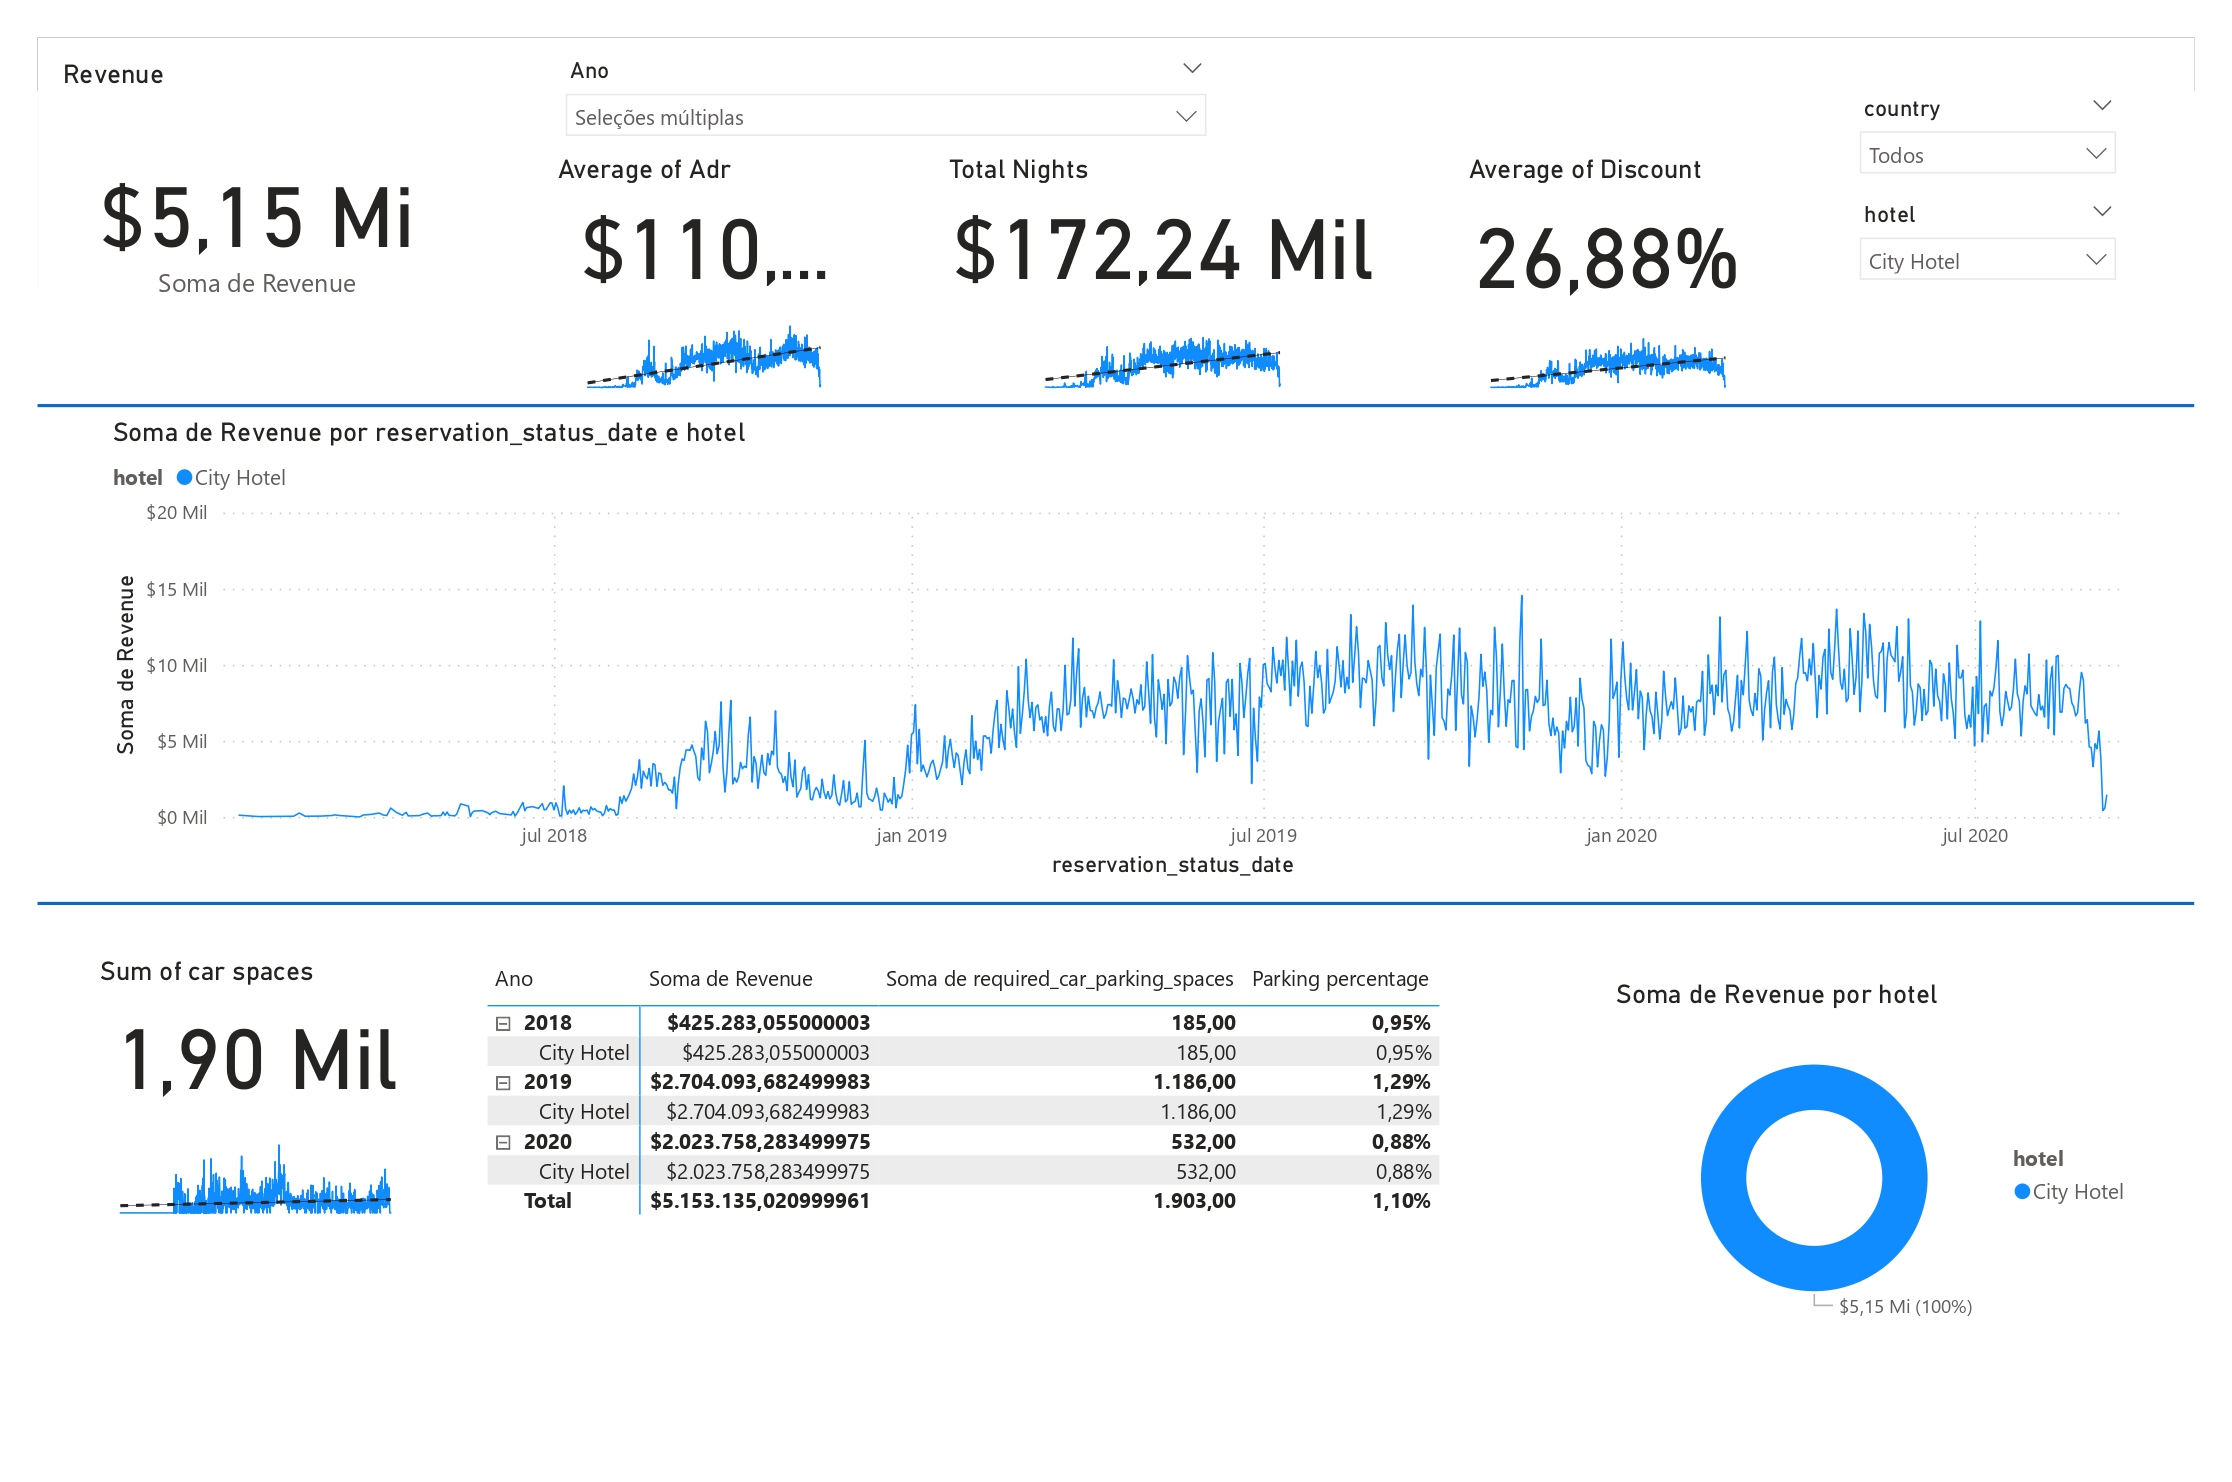 Revenue
Ano
Seleções múltiplas
country
Todos
hotel
City Hotel
$5,15 Mi
Soma de Revenue
Average of Adr
$110,...
Total Nights
$172,24 Mil
Average of Discount
26,88%
Soma de Revenue por reservation_status_date e hotel
hotel City Hotel
Soma de Revenue
$20 Mil
$15 Mil
$10 Mil
$5 Mil
$0 Mil
jul 2018 jan 2019 jul 2019 jan 2020 jul 2020
reservation_status_date
Sum of car spaces
1,90 Mil
Ano Soma de Revenue Soma de required_car_parking_spaces Parking percentage
2018 $425.283,055000003 185,00 0,95%
City Hotel $425.283,055000003 185,00 0,95%
2019 $2.704.093,682499983 1.186,00 1,29%
City Hotel $2.704.093,682499983 1.186,00 1,29%
2020 $2.023.758,283499975 532,00 0,88%
City Hotel $2.023.758,283499975 532,00 0,88%
Total $5.153.135,020999961 1.903,00 1,10%
Soma de Revenue por hotel
hotel
City Hotel
$5,15 Mi (100%)